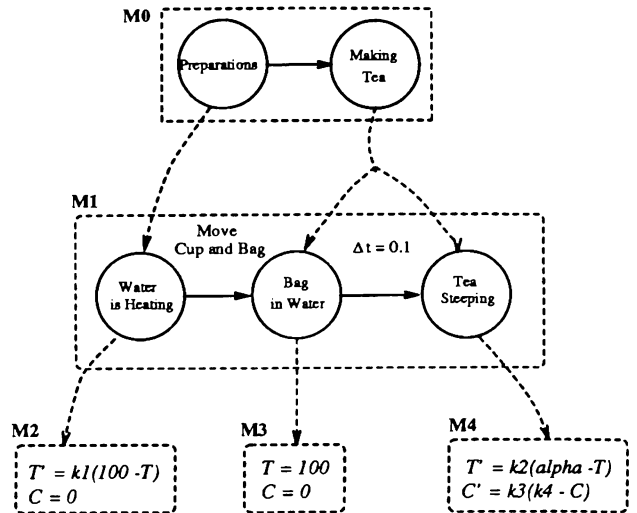 M0
Preparations
Making
Tea
M1
Move
Cup and Bag
Δt = 0.1
Water
is Heating
Bag
in Water
Tea
Steeping
M2
T' = k1(100 -T)
C = 0
M3
T = 100
C = 0
M4
T' = k2(alpha -T)
C' = k3(k4 - C)